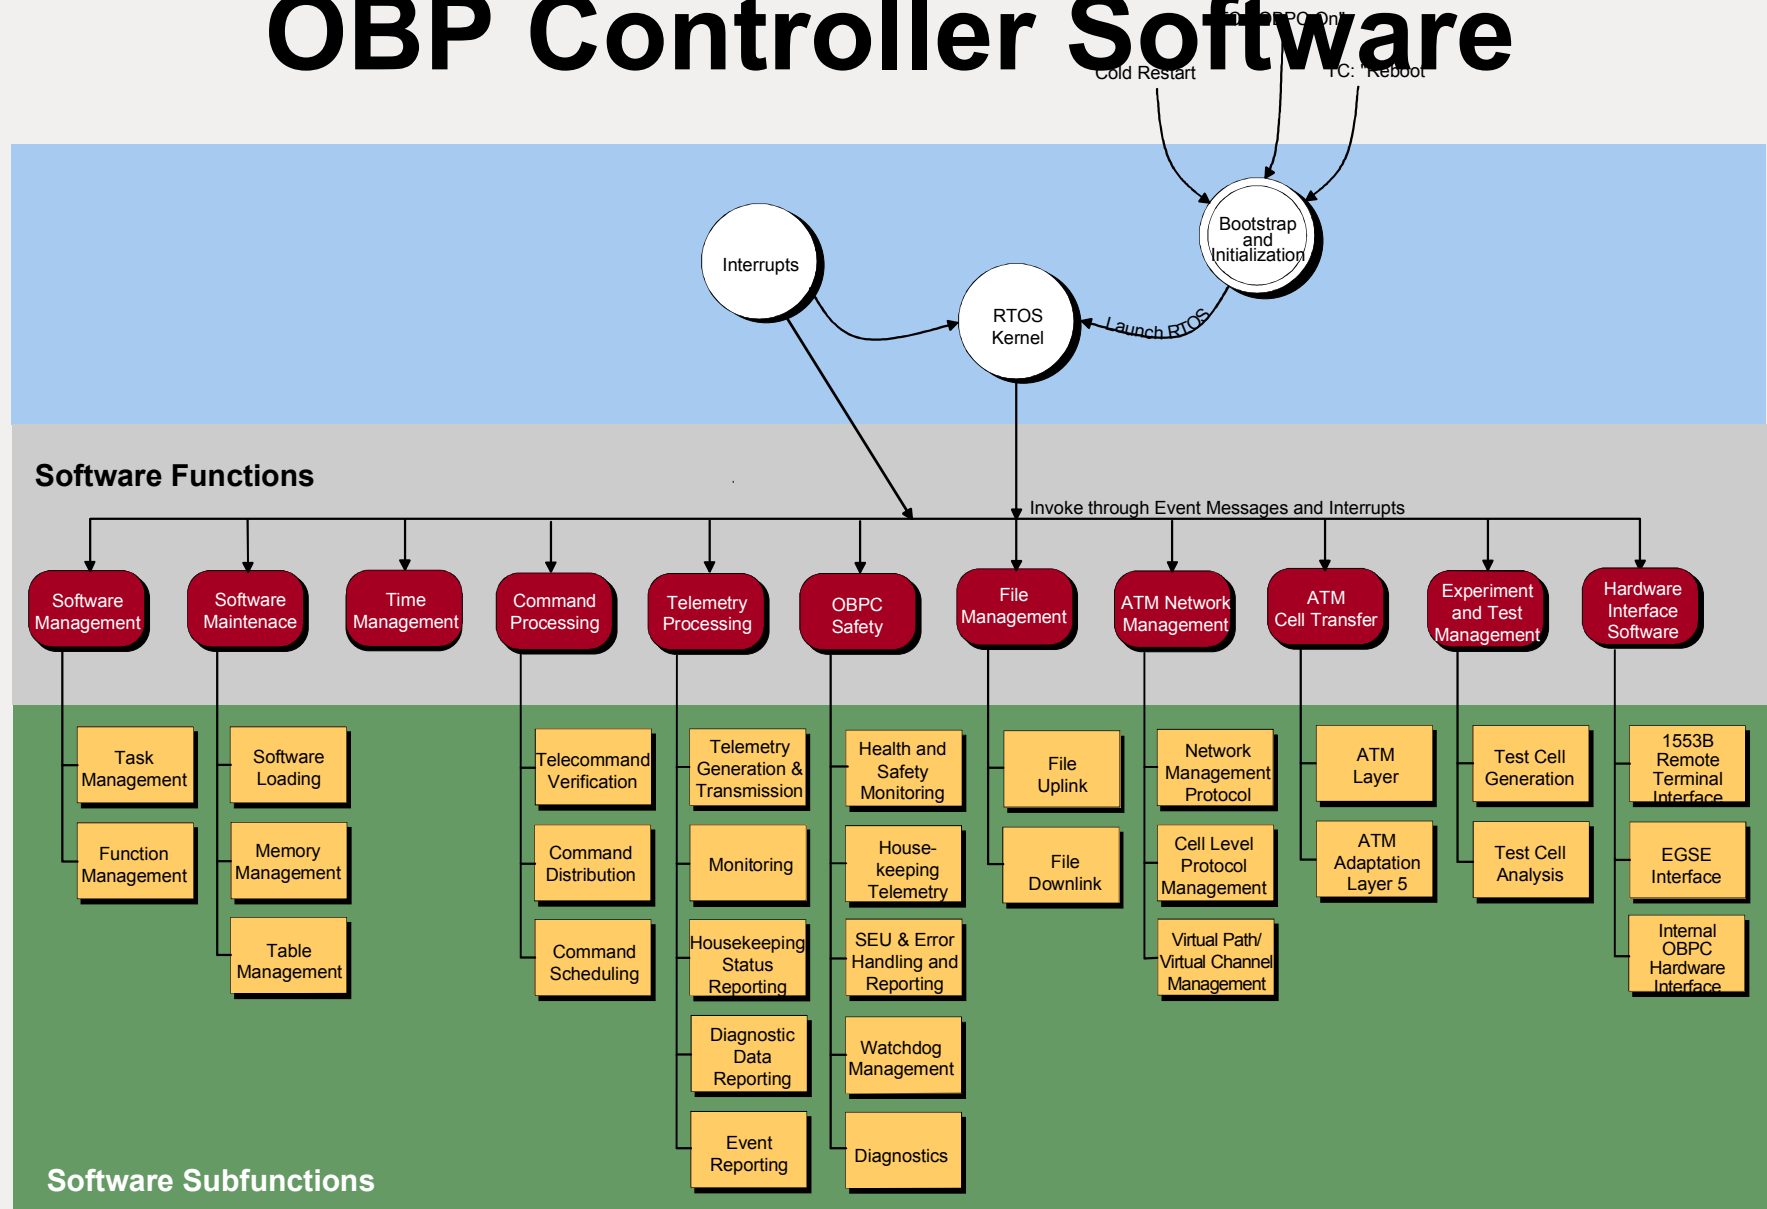 OBP Controller Software
OBPC On"
Cold Restart
TC: "Reboot
Bootstrap
and
Initialization
Interrupts
RTOS
Kernel
Launch RTOS
Software Functions
Invoke through Event Messages and Interrupts
Software
Management
Software
Maintenace
Time
Management
Command
Processing
Telemetry
Processing
OBPC
Safety
File
Management
ATM Network
Management
ATM
Cell Transfer
Experiment
and Test
Management
Hardware
Interface
Software
Task
Management
Function
Management
Software
Loading
Memory
Management
Table
Management
Telecommand
Verification
Command
Distribution
Command
Scheduling
Telemetry
Generation &
Transmission
Monitoring
Housekeeping
Status
Reporting
Diagnostic
Data
Reporting
Event
Reporting
Health and
Safety
Monitoring
House-
keeping
Telemetry
SEU & Error
Handling and
Reporting
Watchdog
Management
Diagnostics
File
Uplink
File
Downlink
Network
Management
Protocol
Cell Level
Protocol
Management
Virtual Path/
Virtual Channel
Management
ATM
Layer
ATM
Adaptation
Layer 5
Test Cell
Generation
Test Cell
Analysis
1553B
Remote
Terminal
Interface
EGSE
Interface
Internal
OBPC
Hardware
Interface
Software Subfunctions